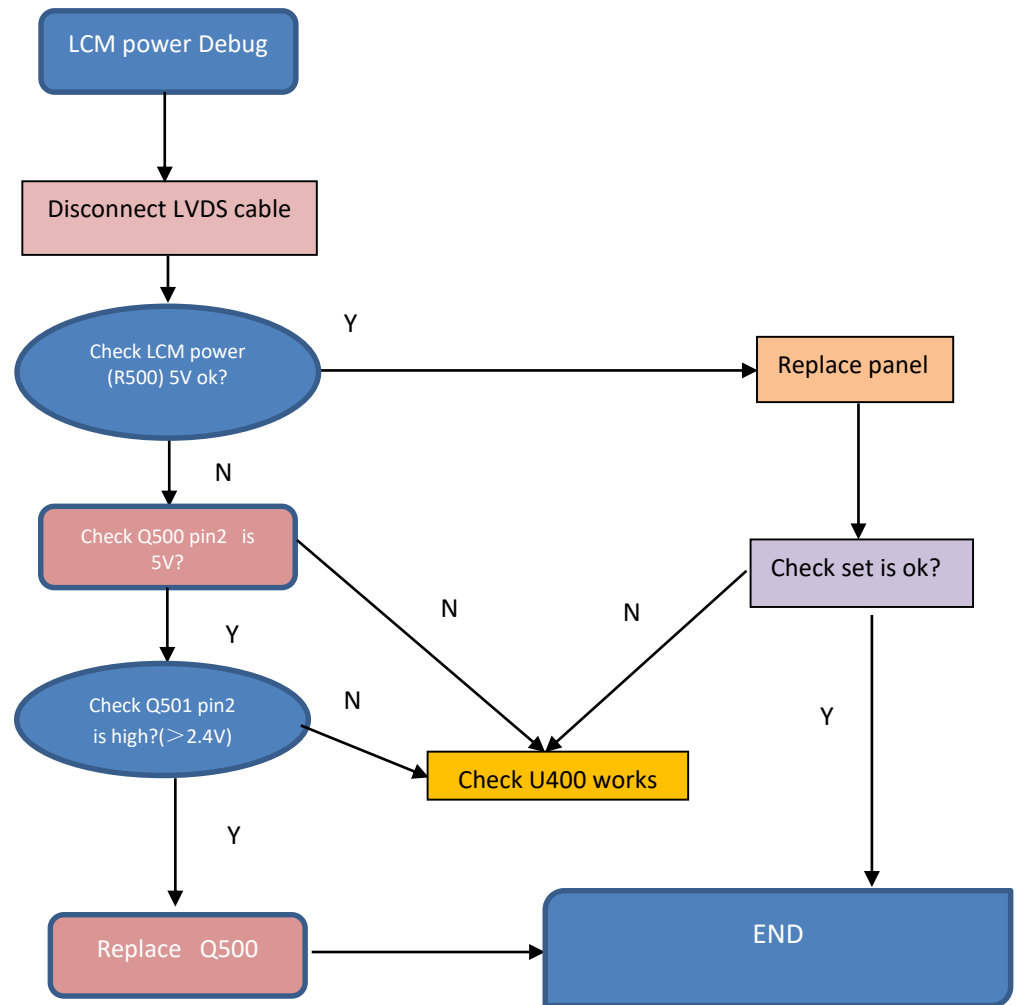 LCM power Debug
Disconnect LVDS cable
Check LCM power
(R500) 5V ok?
Y
Replace panel
N
Check Q500 pin2 is
5V?
Check set is ok?
N
N
Y
Check Q501 pin2
is high?(＞2.4V)
N
Y
Check U400 works
Y
Replace Q500
END